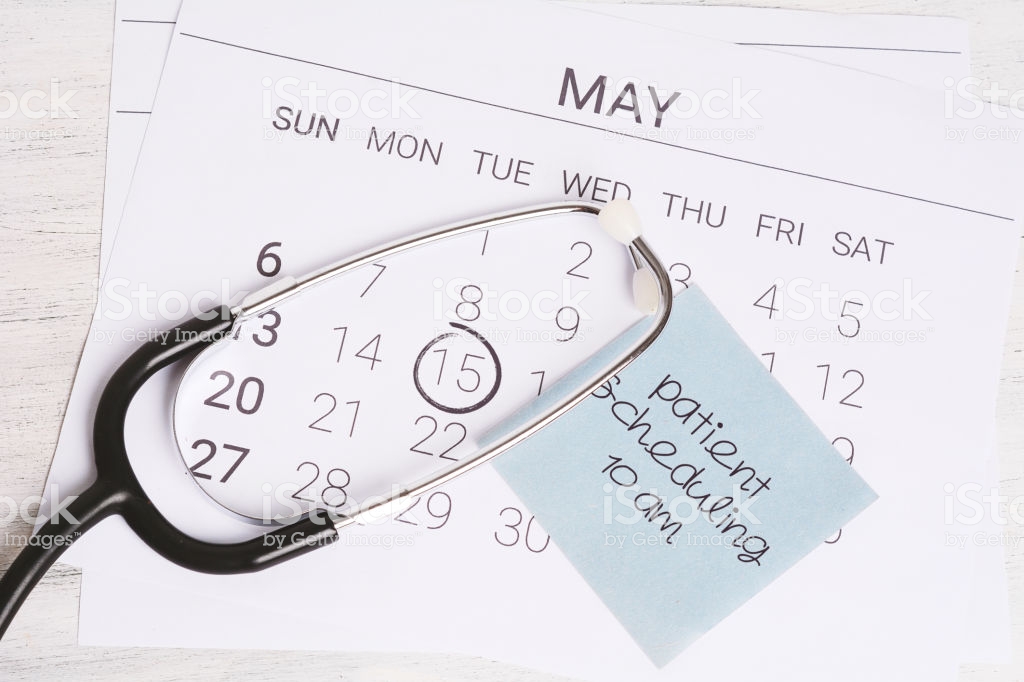 MAY
SUN MON TUE WED THU FRI SAT
1 2 3 4 5
6 7 8 9 12
13 14 15
20 21 22
27 28 29 30
patient
scheduling
10 am
iStock
by Getty Images